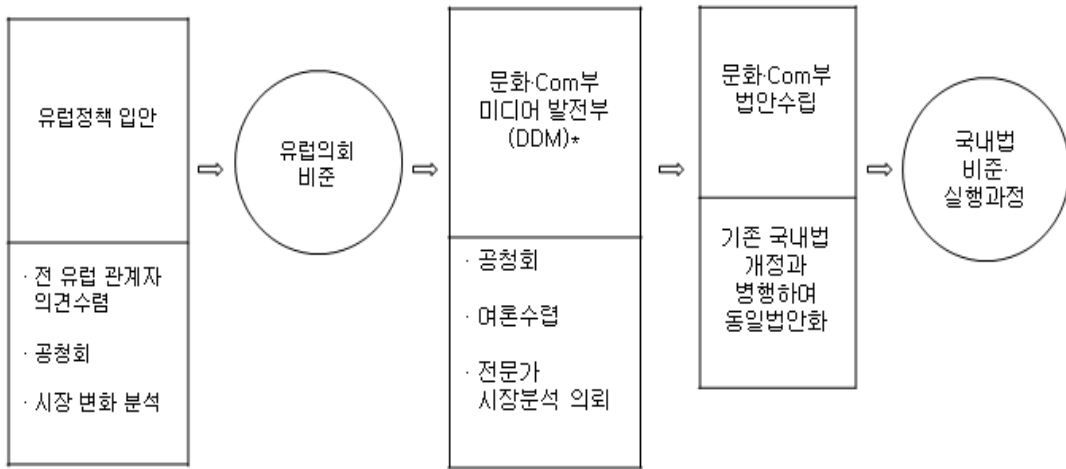 유럽정책 입안
· 전 유럽 관계자
의견수렴
· 공청회
· 시장 변화 분석
유럽의회
비준
문화·Com부
미디어 발전부
(DDM)*
· 공청회
· 여론수렵
· 전문가
시장분석 의뢰
문화·Com부
법안수립
기존 국내법
개정과
병행하여
동일법안화
국내법
비준·
실행과정